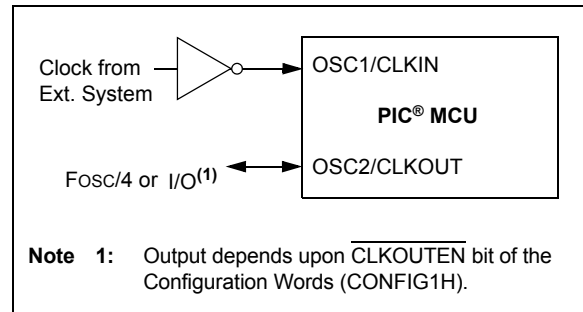 Clock from
Ext. System
OSC1/CLKIN
PIC® MCU
OSC2/CLKOUT
FOSC/4 or I/O(1)
Note 1: Output depends upon CLKOUTEN bit of the
Configuration Words (CONFIG1H).